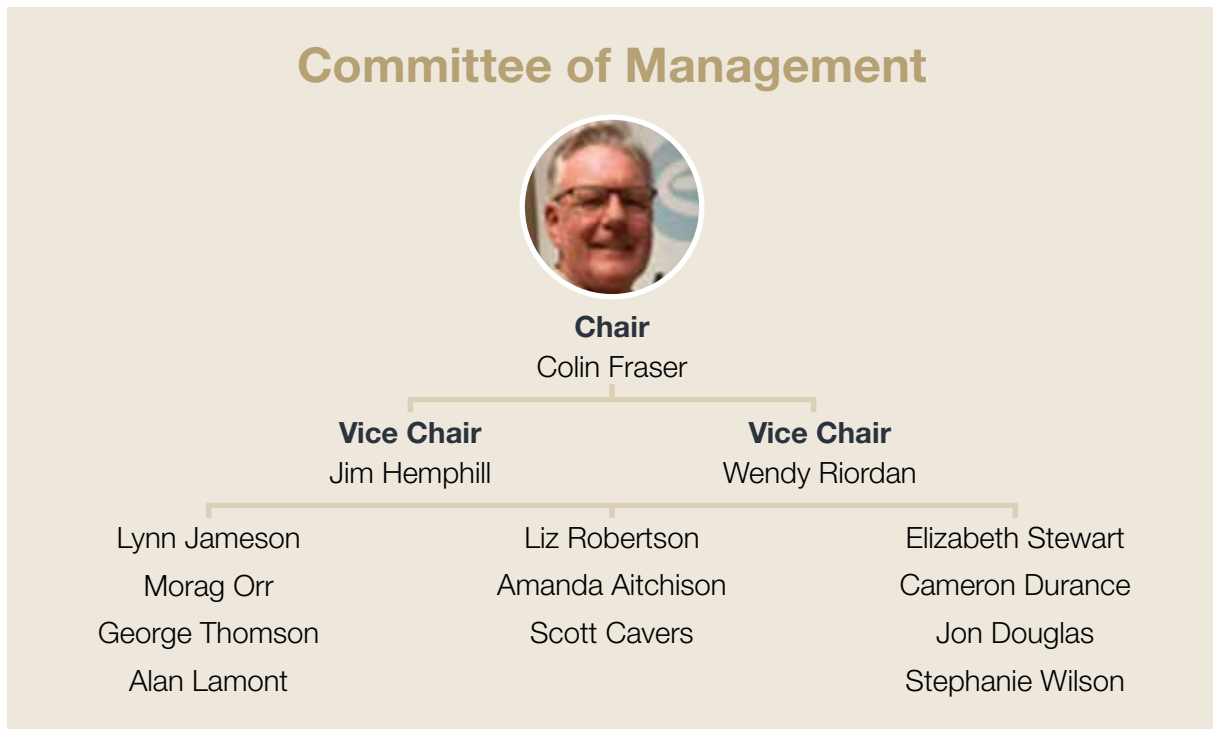 Committee of Management
Chair
Colin Fraser
Vice Chair
Jim Hemphill
Vice Chair
Wendy Riordan
Lynn Jameson
Morag Orr
George Thomson
Alan Lamont
Liz Robertson
Amanda Aitchison
Scott Cavers
Elizabeth Stewart
Cameron Durance
Jon Douglas
Stephanie Wilson